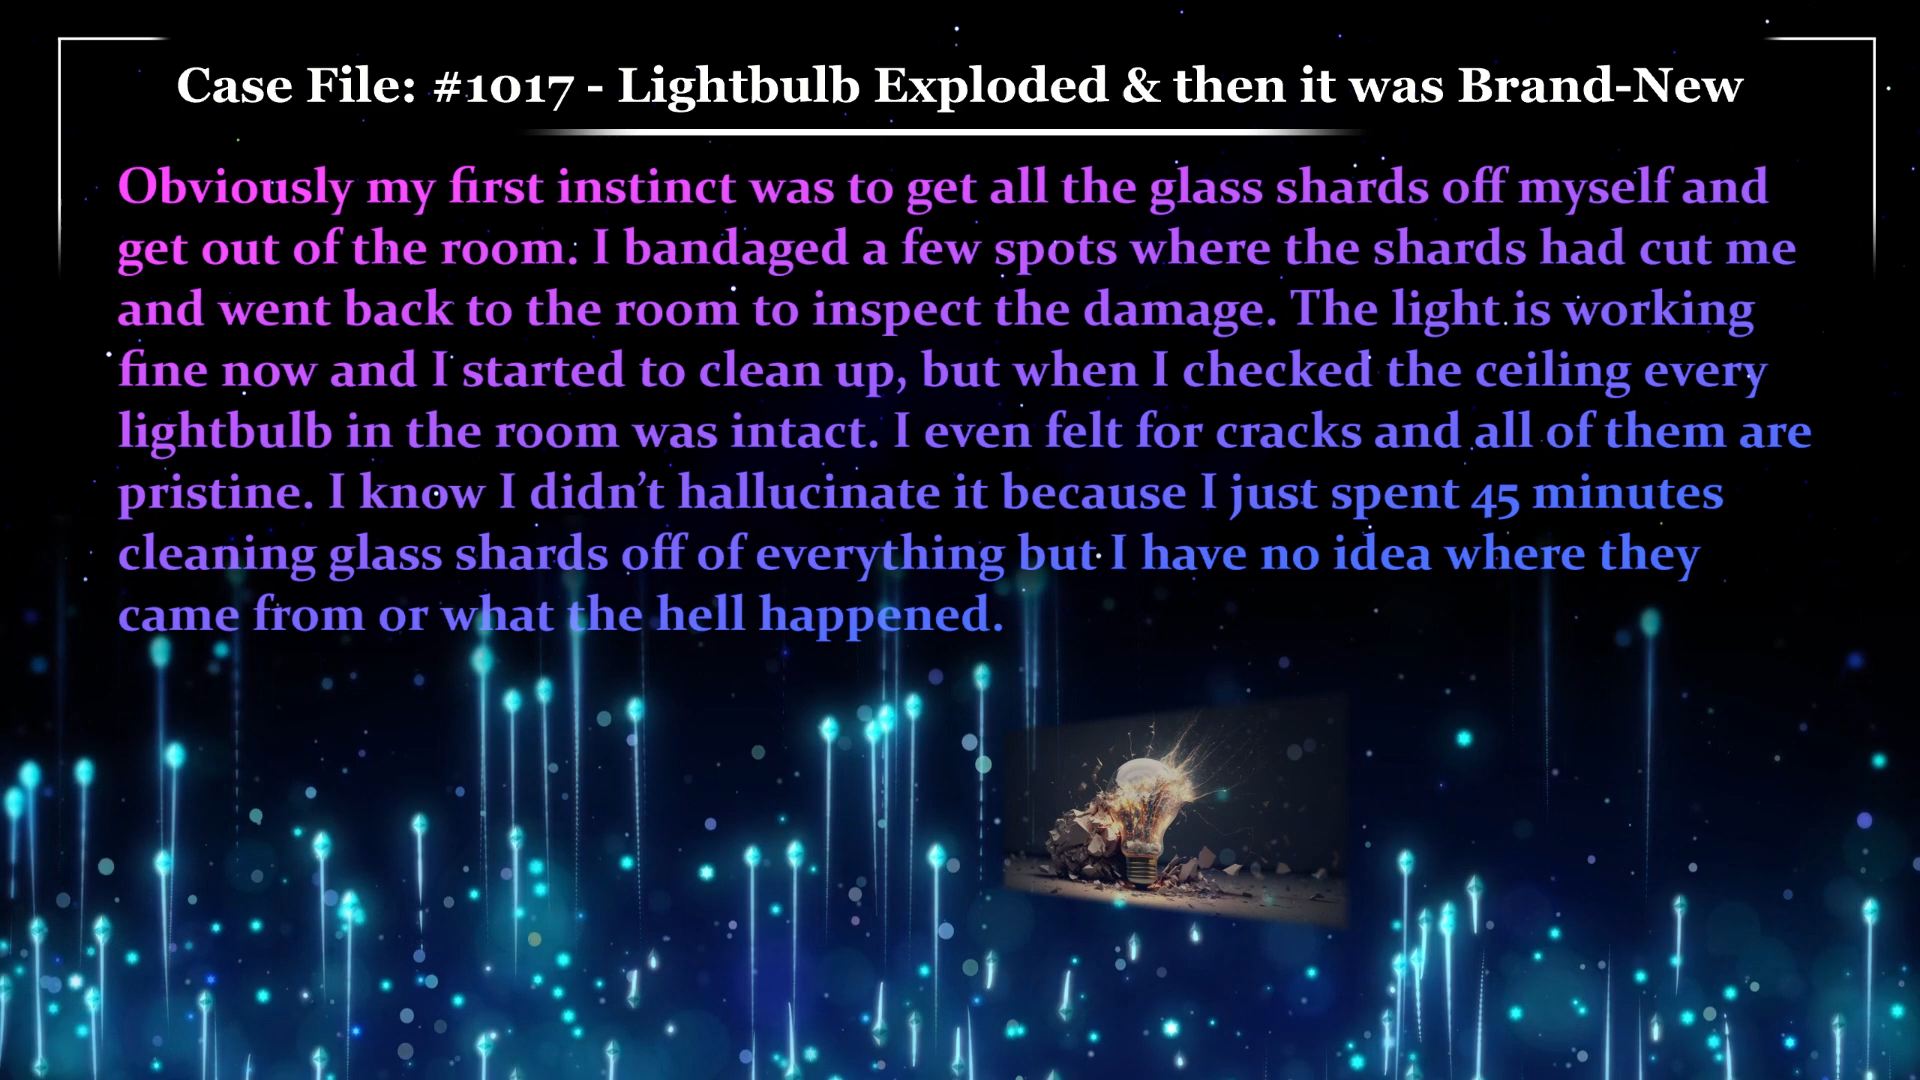 Case File: #1017 - Lightbulb Exploded & then it was Brand-New
Obviously my first instinct was to get all the glass shards off myself and
get out of the room. I bandaged a few spots where the shards had cut me
and went back to the room to inspect the damage. The light is working
fine now and I started to clean up, but when I checked the ceiling every
lightbulb in the room was intact. I even felt for cracks and all of them are
pristine. I know I didn’t hallucinate it because I just spent 45 minutes
cleaning glass shards off of everything but I have no idea where they
came from or what the hell happened.